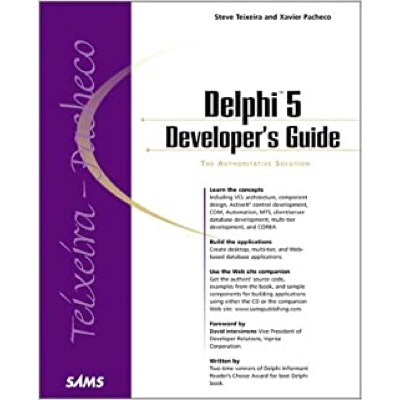 Steve Teixeira and Xavier Pacheco
Delphi™ 5
Developer's Guide
The Authoritative Solution
Teixeira - Pacheco
Learn the concepts
Including VCL architecture, component
design, ActiveX® control development,
COM, Automation, MTS, client/server
database development, multi-tier
development, and CORBA
Build the applications
Create desktop, multi-tier, and Web-
based database applications
Use the Web site companion
Get the authors' source code,
examples from the book, and sample
components for building applications
using either the CD or the companion
Web site: www.samspublishing.com
Foreword by
David Intersimone Vice President of
Developer Relations, Inprise
Corporation
Written by
Two time winners of Delphi Informant
Reader's Choice Award for best Delphi book.
SAMS